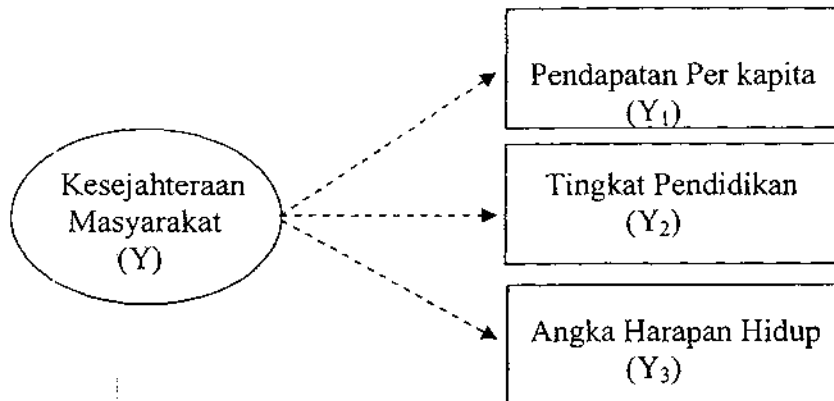 Pendapatan Per kapita
(Y₁)
Kesejahteraan
Masyarakat
(Y)
Tingkat Pendidikan
(Y₂)
Angka Harapan Hidup
(Y₃)